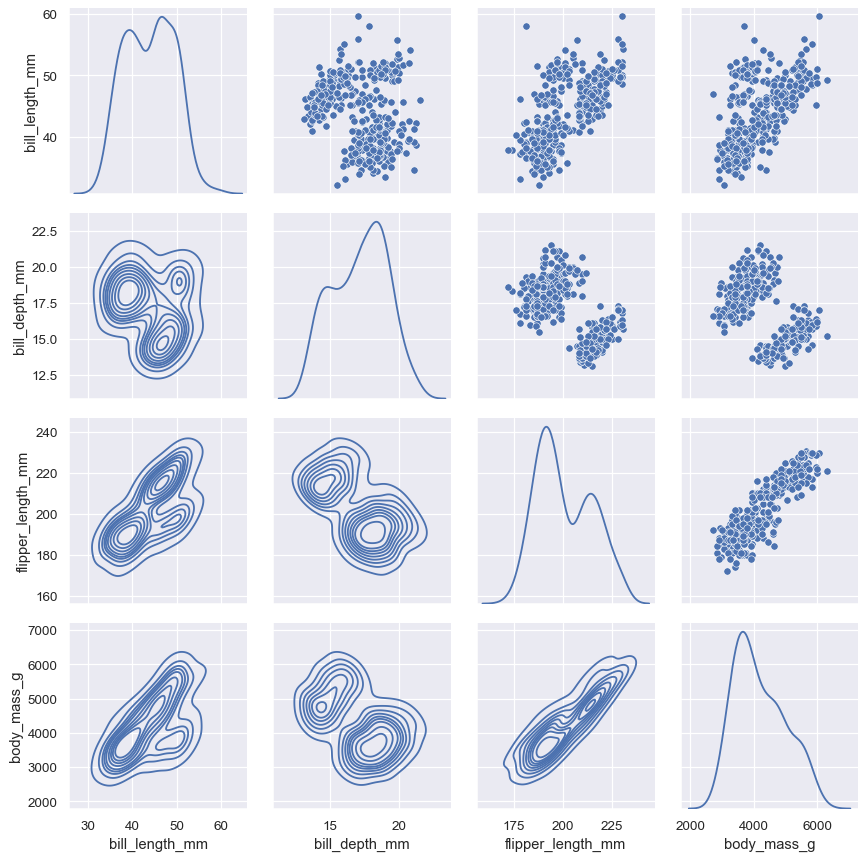 60
50
40
bill_length_mm
22.5
20.0
17.5
15.0
12.5
bill_depth_mm
240
220
200
180
160
flipper_length_mm
7000
6000
5000
4000
3000
2000
body_mass_g
30 40 50 60
bill_length_mm
15 20
bill_depth_mm
175 200 225
flipper_length_mm
2000 4000 6000
body_mass_g